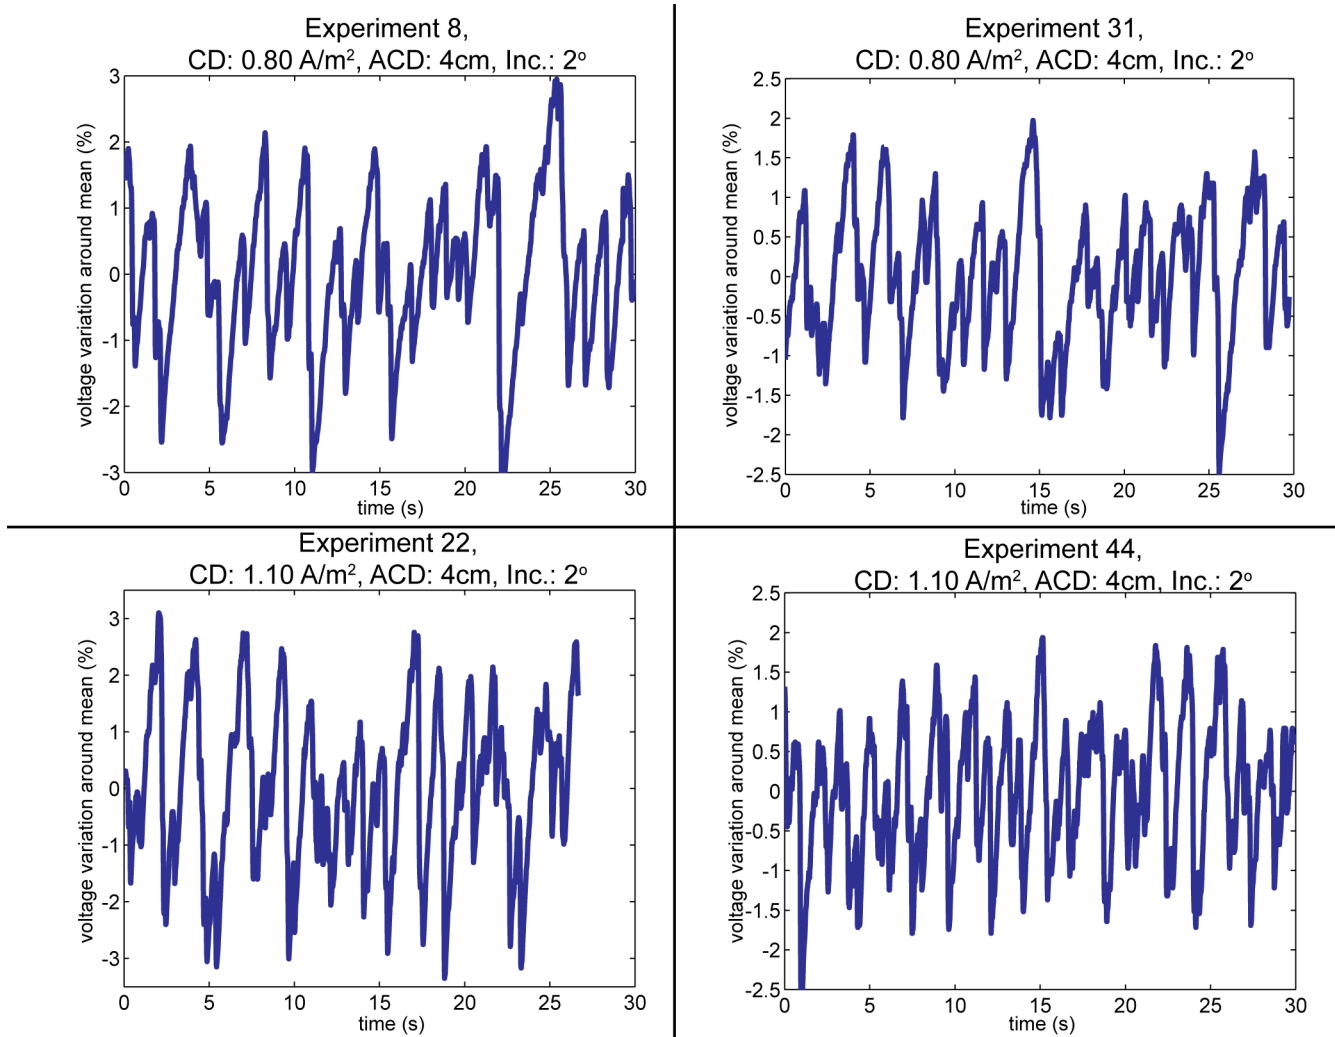 Experiment 8,
CD: 0.80 A/m², ACD: 4cm, Inc.: 2º
voltage variation around mean (%)
3
2
1
0
-1
-2
-3
0 5 10 15 20 25 30
time (s)
Experiment 31,
CD: 0.80 A/m², ACD: 4cm, Inc.: 2º
voltage variation around mean (%)
2.5
2
1.5
1
0.5
0
-0.5
-1
-1.5
-2
-2.5
0 5 10 15 20 25 30
time (s)
Experiment 22,
CD: 1.10 A/m², ACD: 4cm, Inc.: 2º
voltage variation around mean (%)
3
2
1
0
-1
-2
-3
0 5 10 15 20 25 30
time (s)
Experiment 44,
CD: 1.10 A/m², ACD: 4cm, Inc.: 2º
voltage variation around mean (%)
2.5
2
1.5
1
0.5
0
-0.5
-1
-1.5
-2
-2.5
0 5 10 15 20 25 30
time (s)